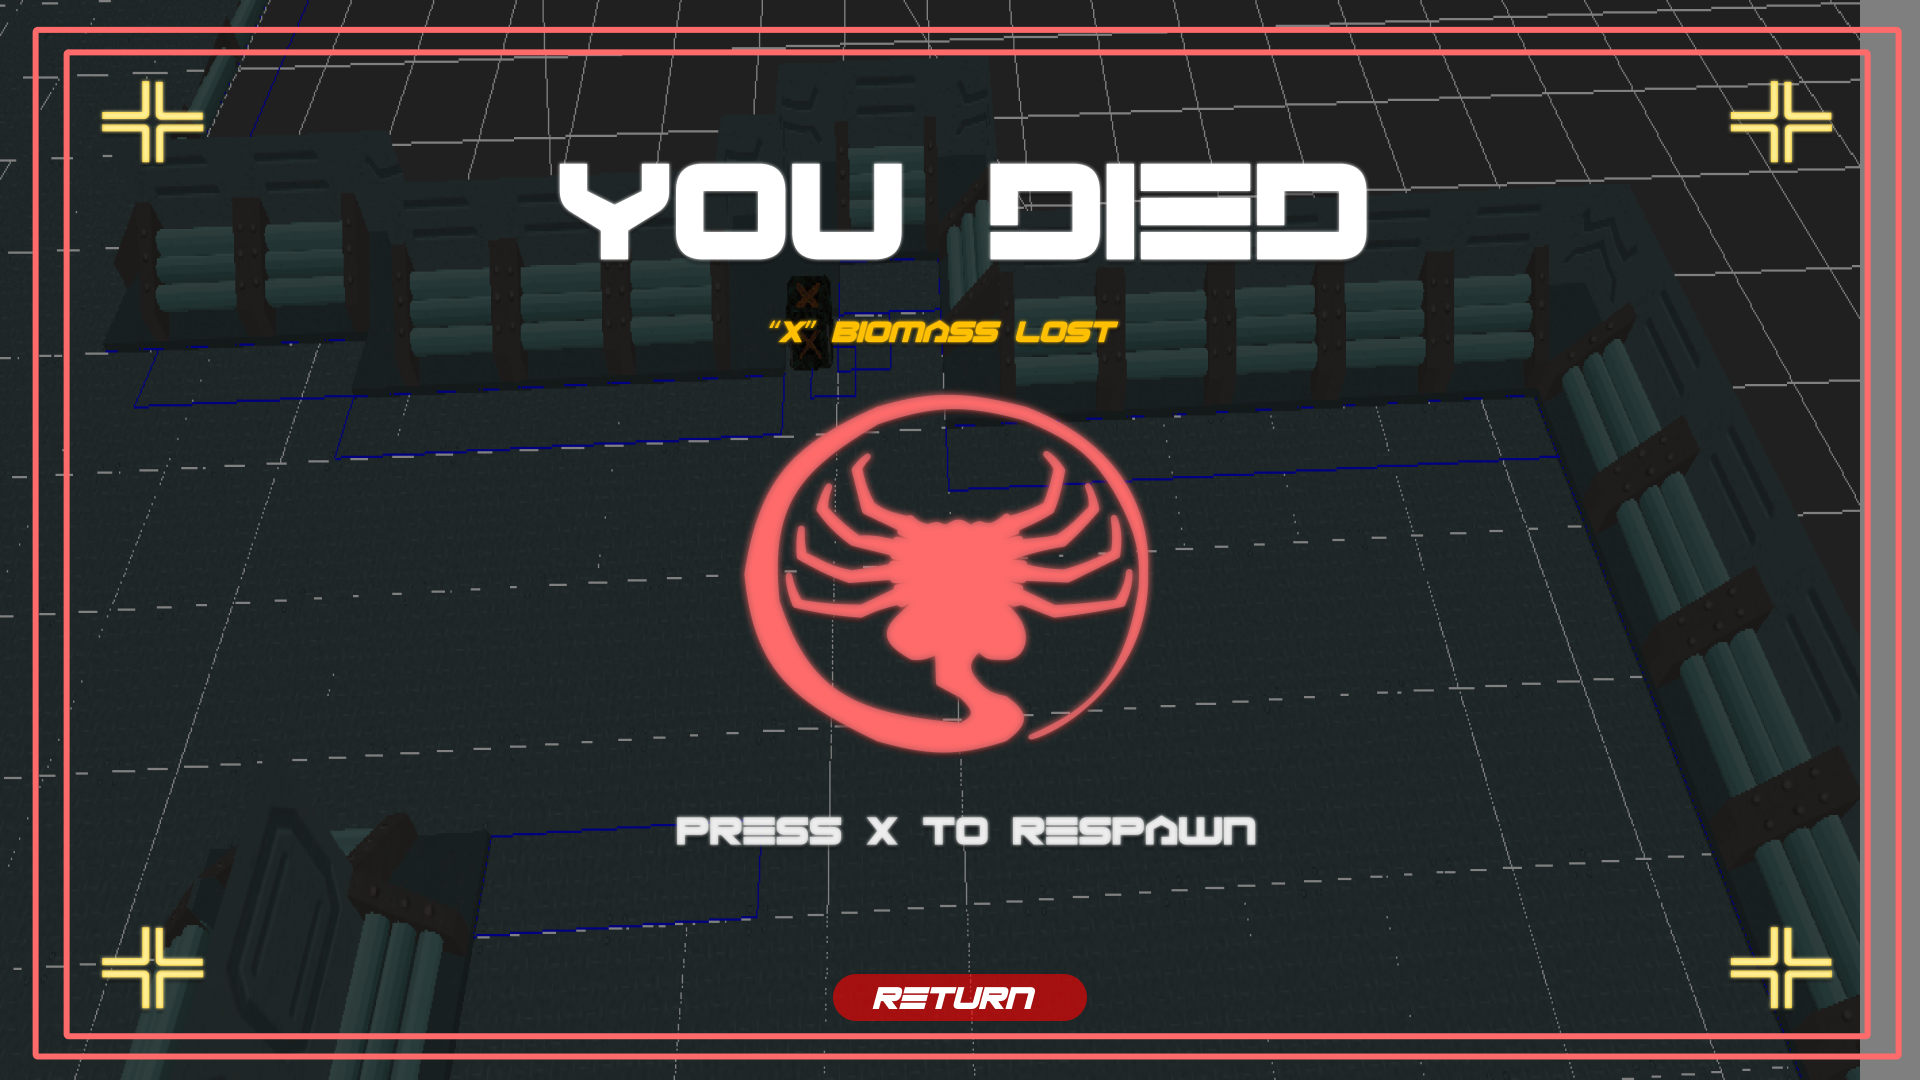 YOU DIED
“X” BIOMASS LOST
PRESS X TO RESPAWN
RETURN